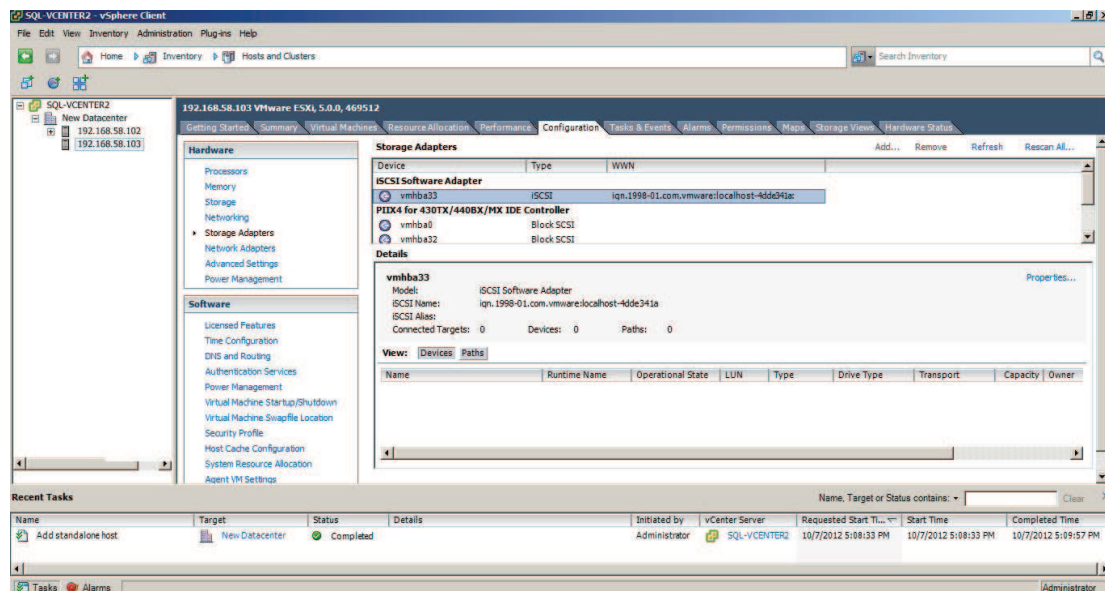 SQL-VCENTER2 - vSphere Client
File Edit View Inventory Administration Plug-ins Help
Home Inventory Hosts and Clusters Search Inventory
SQL-VCENTER2
New Datacenter
192.168.58.102
192.168.58.103
192.168.58.103 VMware ESXi, 5.0.0, 469512
Getting Started Summary Virtual Machines Resource Allocation Performance Configuration Tasks & Events Alarms Permissions Maps Storage Views Hardware Status
Hardware
Processors
Memory
Storage
Networking
Storage Adapters
Network Adapters
Advanced Settings
Power Management
Software
Licensed Features
Time Configuration
DNS and Routing
Authentication Services
Power Management
Virtual Machine Startup/Shutdown
Virtual Machine Swapfile Location
Security Profile
Host Cache Configuration
System Resource Allocation
Agent VM Settings
Storage Adapters Add... Remove Refresh Rescan All...
Device Type WWN
iSCSI Software Adapter
vmhba33 iSCSI iqn.1998-01.com.vmware:localhost-4dde341a:
PIIX4 for 430TX/440BX/MX IDE Controller
vmhba0 Block SCSI
vmhba32 Block SCSI
Details
vmhba33 Properties...
Model: iSCSI Software Adapter
iSCSI Name: iqn.1998-01.com.vmware:localhost-4dde341a
iSCSI Alias:
Connected Targets: 0 Devices: 0 Paths: 0
View: Devices Paths
Name Runtime Name Operational State LUN Type Drive Type Transport Capacity Owner
Recent Tasks Name, Target or Status contains: Clear
Name Target Status Details Initiated by vCenter Server Requested Start Ti... Start Time Completed Time
Add standalone host New Datacenter Completed Administrator SQL-VCENTER2 10/7/2012 5:08:33 PM 10/7/2012 5:08:33 PM 10/7/2012 5:09:57 PM
Tasks Alarms Administrator